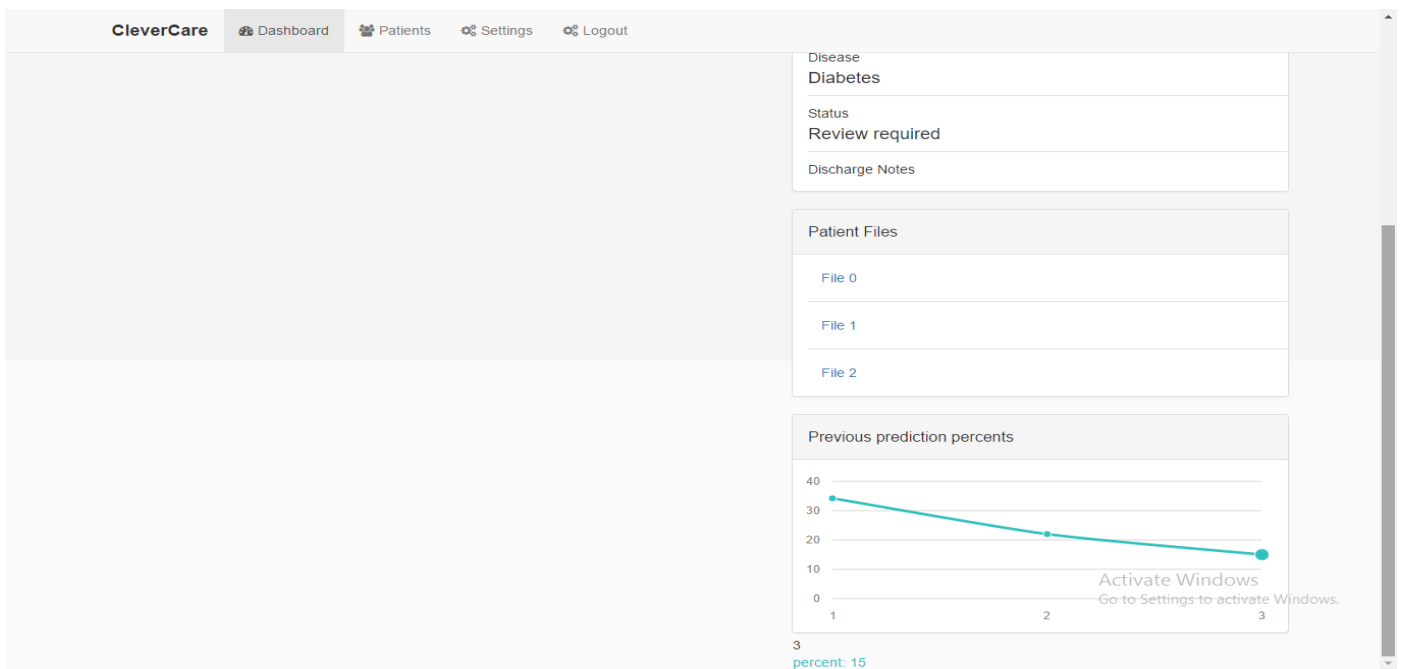 CleverCare Dashboard Patients Settings Logout
Disease
Diabetes
Status
Review required
Discharge Notes
Patient Files
File 0
File 1
File 2
Previous prediction percents
40
30
20
10
0
1 2 3
Activate Windows
Go to Settings to activate Windows.
3
percent: 15